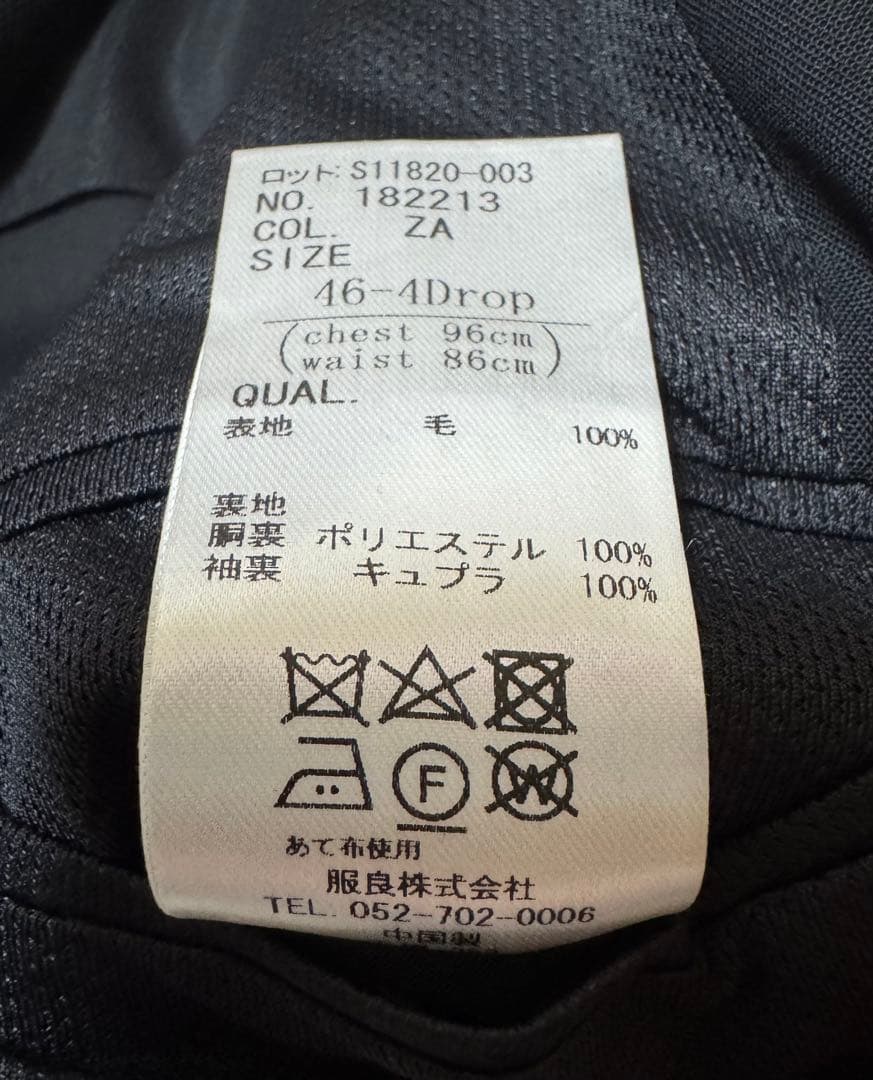 ロット: S11820-003
NO. 182213
COL. ZA
SIZE
46-4Drop
(chest 96cm
waist 86cm)
QUAL.
表地 毛 100%
裏地
胴裏 ポリエステル 100%
袖裏 キュプラ 100%
F
W
あて布使用
服良株式会社
TEL. 052-702-0006
中国製